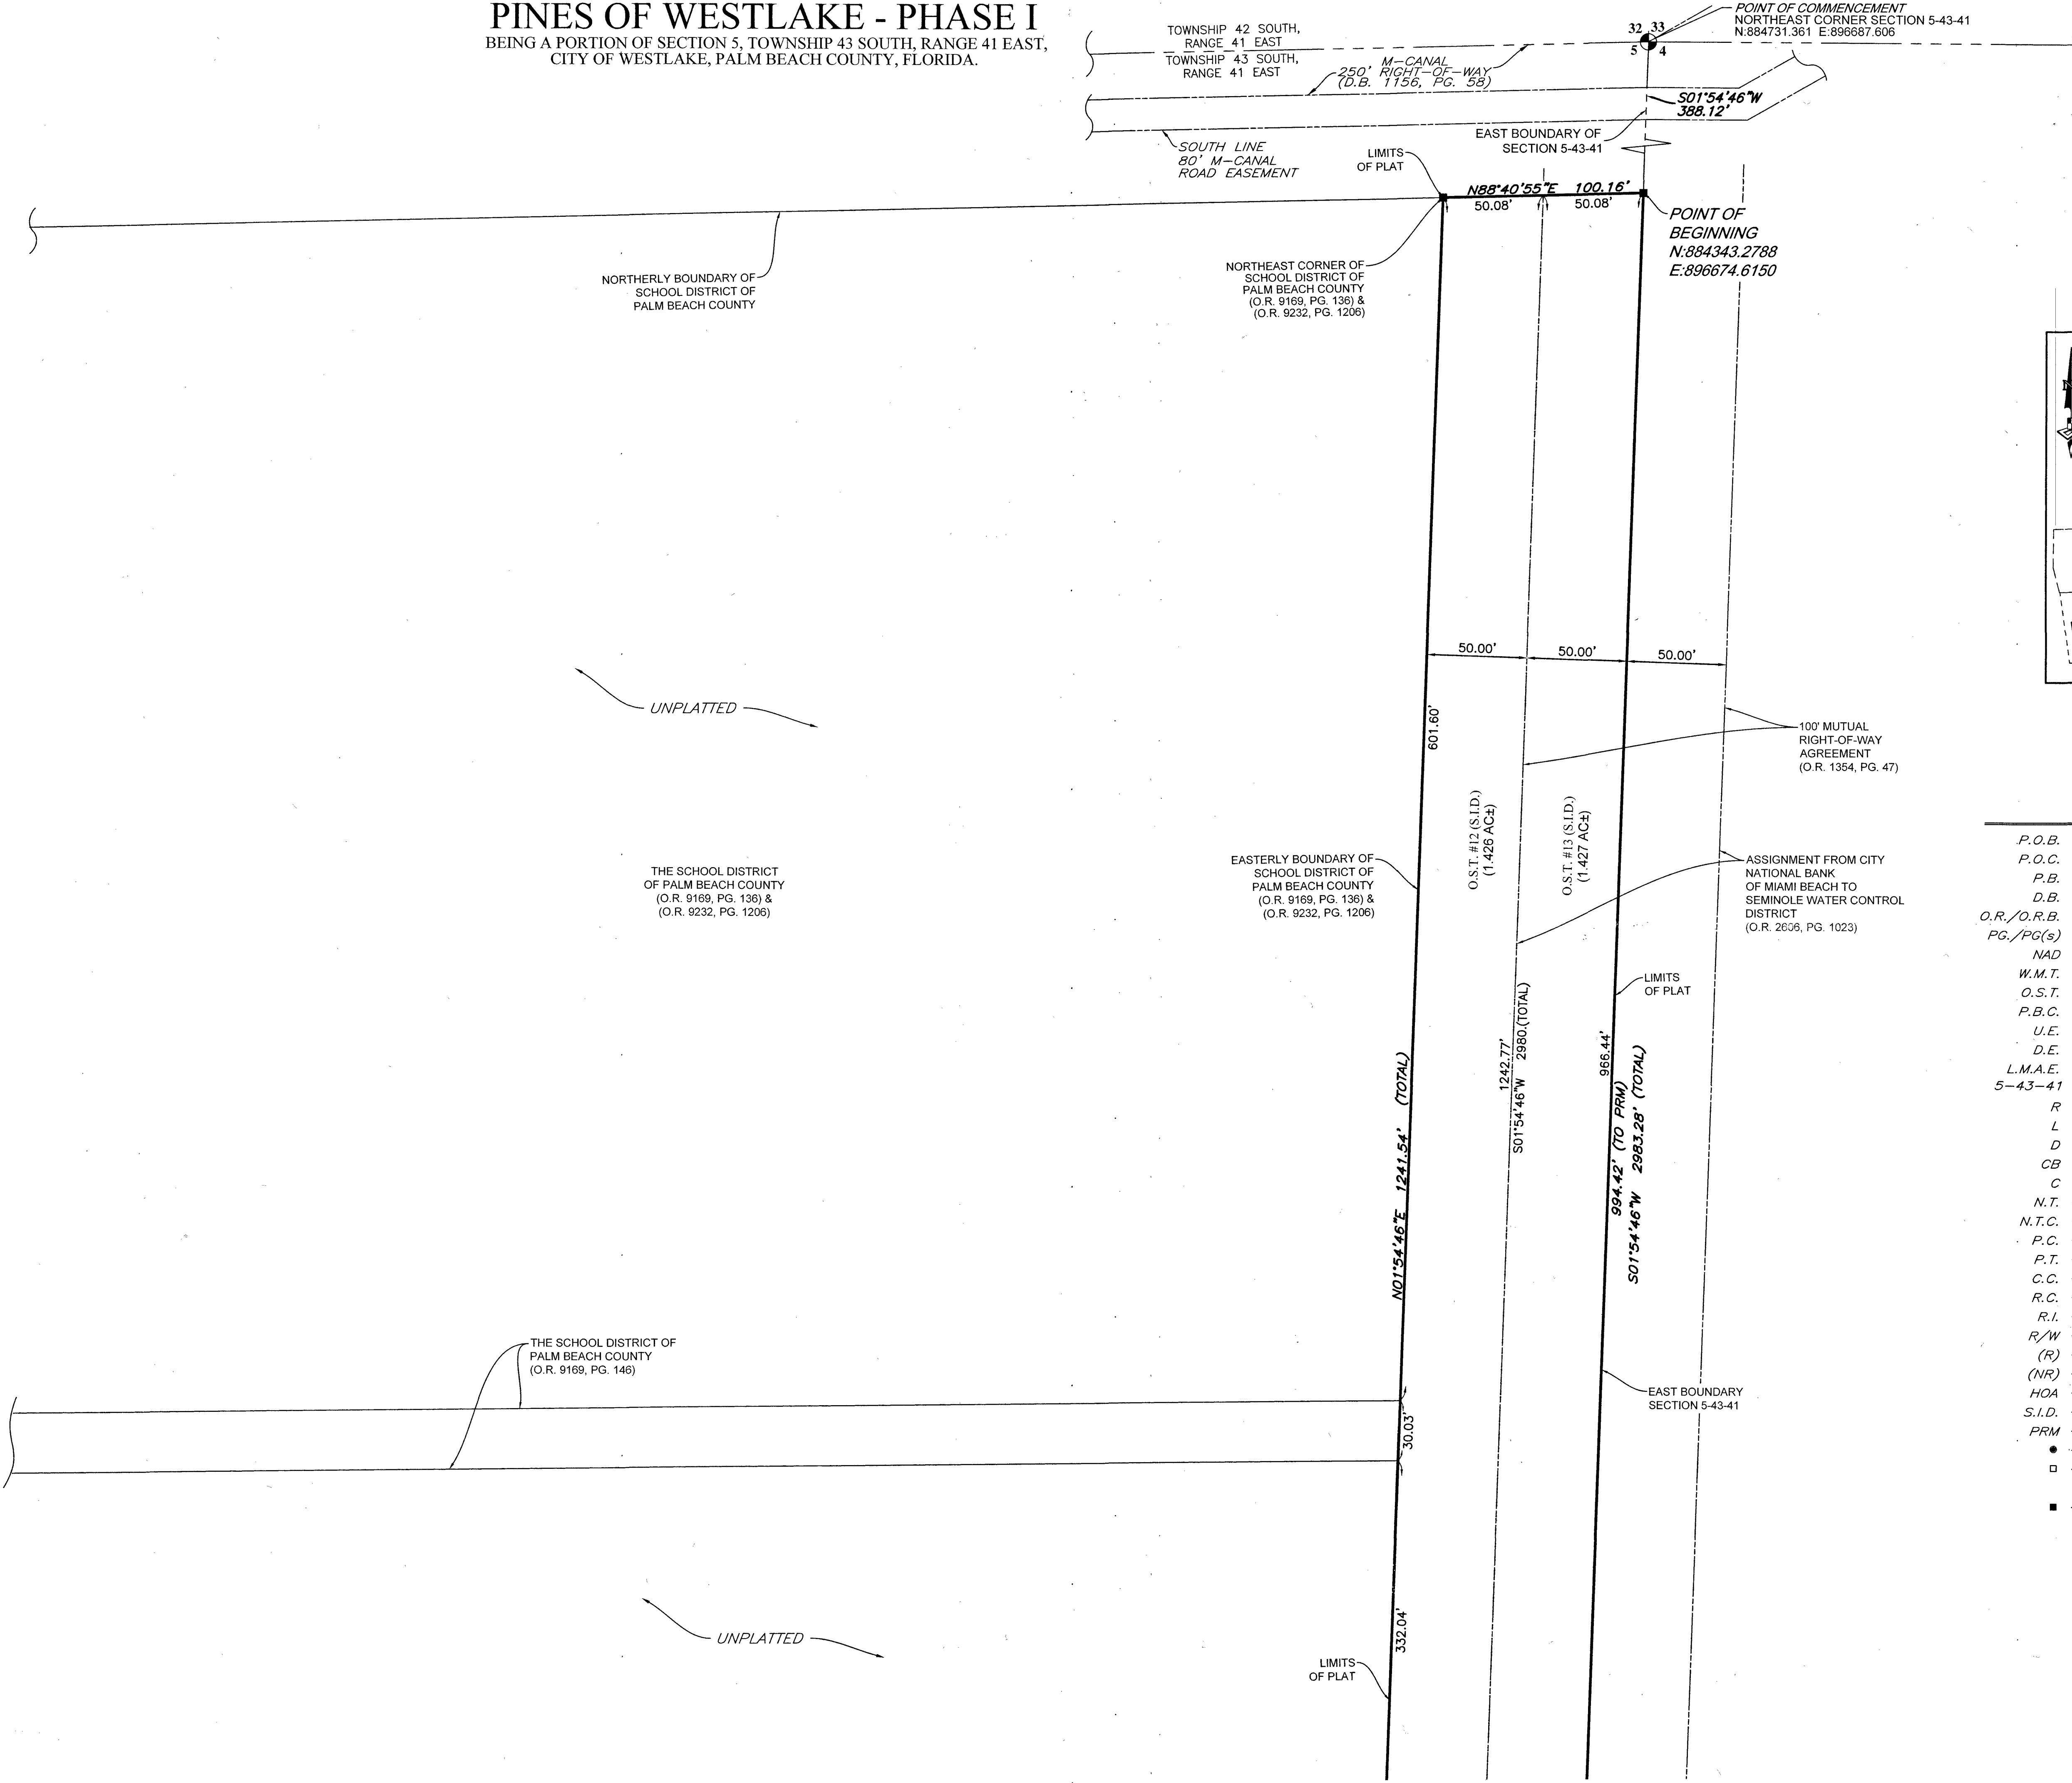 PINES OF WESTLAKE - PHASE I
BEING A PORTION OF SECTION 5, TOWNSHIP 43 SOUTH, RANGE 41 EAST,
CITY OF WESTLAKE, PALM BEACH COUNTY, FLORIDA.
TOWNSHIP 42 SOUTH,
RANGE 41 EAST
TOWNSHIP 43 SOUTH,
RANGE 41 EAST
M-CANAL
250' RIGHT-OF-WAY
(D.B. 1156, PG. 58)
32 33
5 4
POINT OF COMMENCEMENT
NORTHEAST CORNER SECTION 5-43-41
N:884731.361 E:896687.606
S01°54'46"W
388.12'
EAST BOUNDARY OF
SECTION 5-43-41
SOUTH LINE
80' M-CANAL
ROAD EASEMENT
LIMITS
OF PLAT
N88°40'55"E 100.16'
50.08'
50.08'
POINT OF
BEGINNING
N:884343.2788
E:896674.6150
NORTHERLY BOUNDARY OF
SCHOOL DISTRICT OF
PALM BEACH COUNTY
NORTHEAST CORNER OF
SCHOOL DISTRICT OF
PALM BEACH COUNTY
(O.R. 9169, PG. 136) &
(O.R. 9232, PG. 1206)
50.00'
50.00'
50.00'
UNPLATTED
601.60'
100' MUTUAL
RIGHT-OF-WAY
AGREEMENT
(O.R. 1354, PG. 47)
O.S.T. #12 (S.I.D.)
(1.426 AC±)
O.S.T. #13 (S.I.D.)
(1.427 AC±)
THE SCHOOL DISTRICT
OF PALM BEACH COUNTY
(O.R. 9169, PG. 136) &
(O.R. 9232, PG. 1206)
EASTERLY BOUNDARY OF
SCHOOL DISTRICT OF
PALM BEACH COUNTY
(O.R. 9169, PG. 136) &
(O.R. 9232, PG. 1206)
ASSIGNMENT FROM CITY
NATIONAL BANK
OF MIAMI BEACH TO
SEMINOLE WATER CONTROL
DISTRICT
(O.R. 2606, PG. 1023)
LIMITS
OF PLAT
N01°54'46"E 1241.54' (TOTAL)
1242.77'
S01°54'46"W 2980.(TOTAL)
966.44'
994.42' (TO PRM)
S01°54'46"W 2983.28' (TOTAL)
THE SCHOOL DISTRICT OF
PALM BEACH COUNTY
(O.R. 9169, PG. 146)
30.03'
EAST BOUNDARY
SECTION 5-43-41
UNPLATTED
332.04'
LIMITS
OF PLAT
P.O.B.
P.O.C.
P.B.
D.B.
O.R./O.R.B.
PG./PG(s)
NAD
W.M.T.
O.S.T.
P.B.C.
U.E.
D.E.
L.M.A.E.
5-43-41
R
L
D
CB
C
N.T.
N.T.C.
P.C.
P.T.
C.C.
R.C.
R.I.
R/W
(R)
(NR)
HOA
S.I.D.
PRM